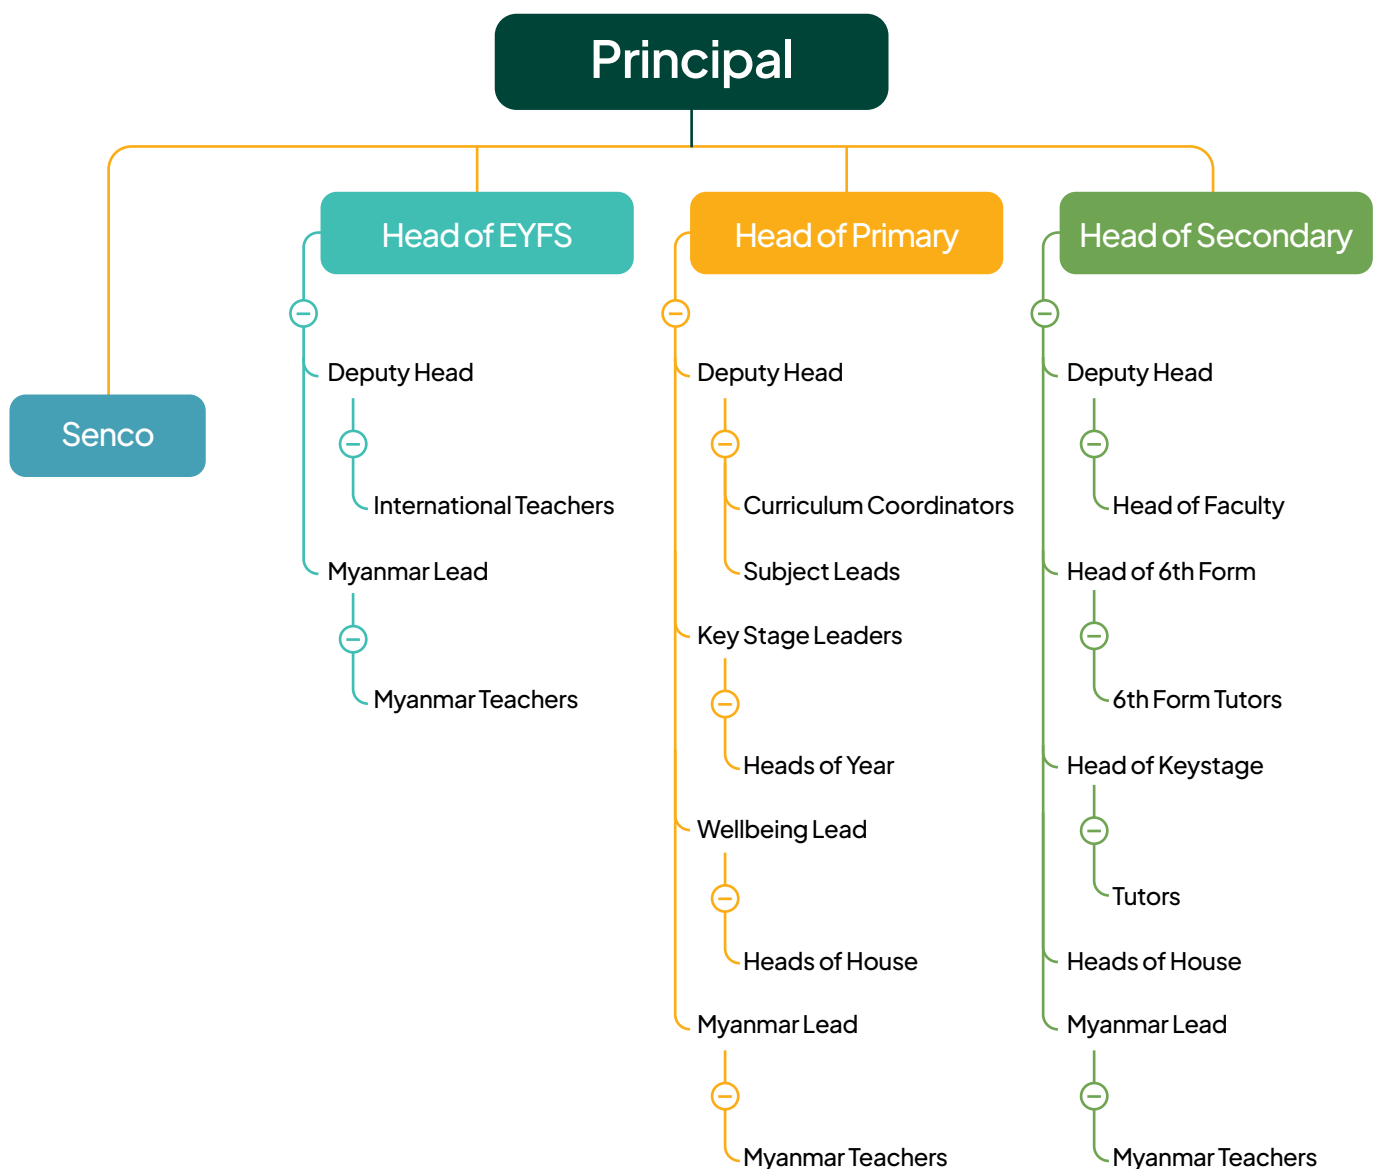 Principal
Senco
Head of EYFS
Deputy Head
International Teachers
Myanmar Lead
Myanmar Teachers
Head of Primary
Deputy Head
Curriculum Coordinators
Subject Leads
Key Stage Leaders
Heads of Year
Wellbeing Lead
Heads of House
Myanmar Lead
Myanmar Teachers
Head of Secondary
Deputy Head
Head of Faculty
Head of 6th Form
6th Form Tutors
Head of Keystage
Tutors
Heads of House
Myanmar Lead
Myanmar Teachers